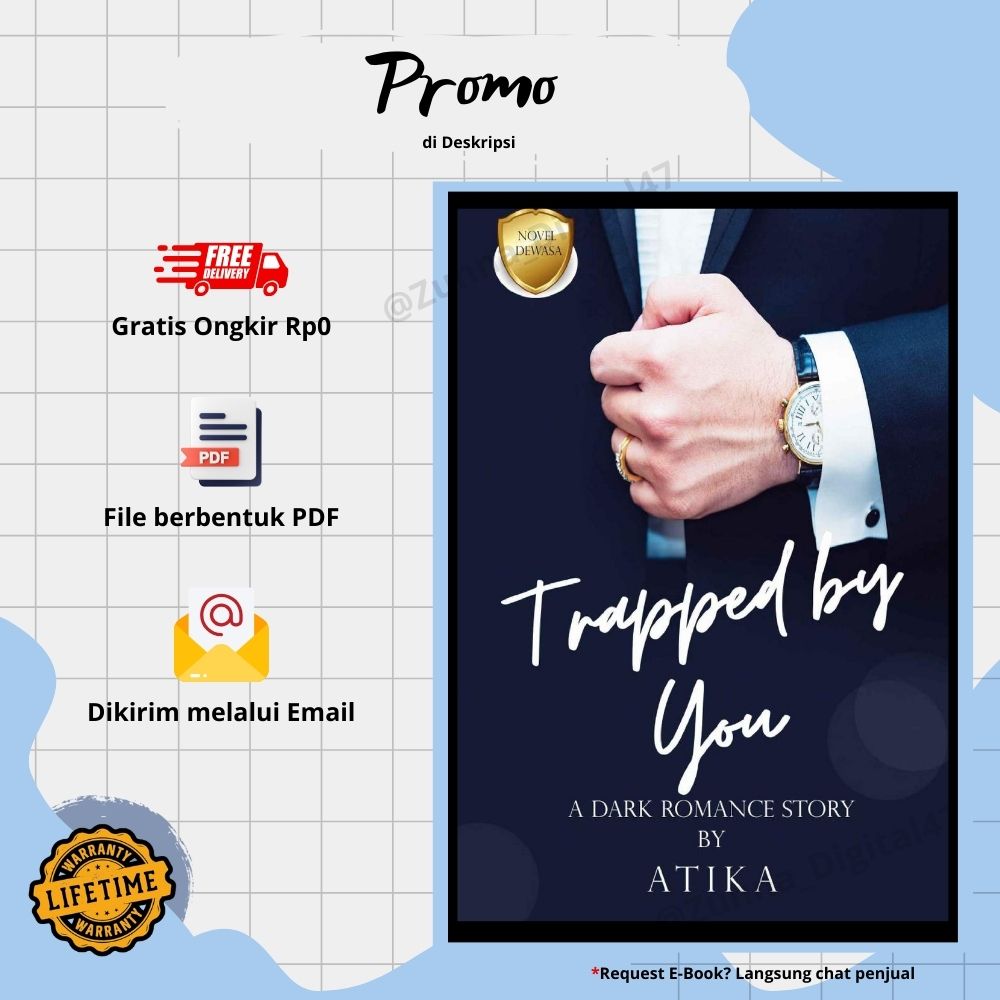 Promo
di Deskripsi
FREE
DELIVERY
Gratis Ongkir Rp0
PDF
File berbentuk PDF
@
Dikirim melalui Email
WARRANTY
LIFETIME
WARRANTY
NOVEL
DEWASA
Trapped by
You
A DARK ROMANCE STORY
BY
ATIKA
*Request E-Book? Langsung chat penjual